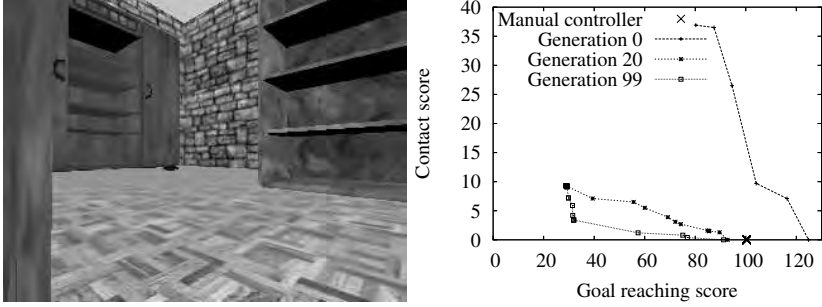 Contact score
40
35
30
25
20
15
10
5
0
Manual controller
Generation 0
Generation 20
Generation 99
0 20 40 60 80 100 120
Goal reaching score